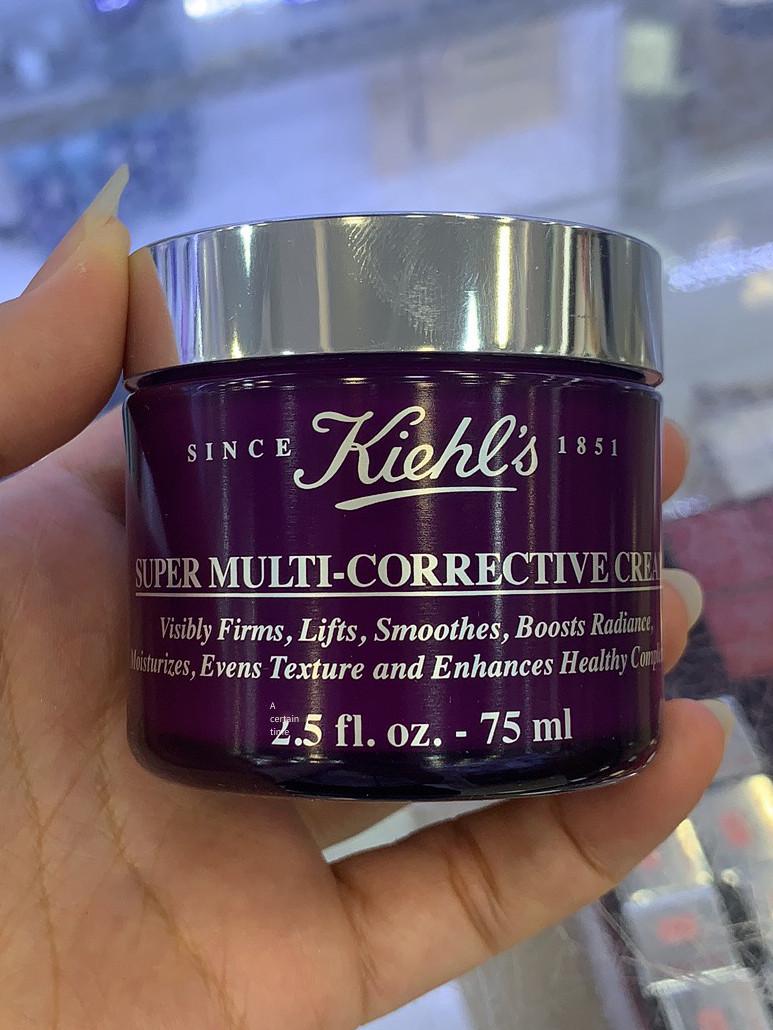 SINCE Kiehl's 1851
SUPER MULTI-CORRECTIVE CREA
Visibly Firms, Lifts, Smoothes, Boosts Radiance,
Moisturizes, Evens Texture and Enhances Healthy
A
certain
time
2.5 fl. oz. - 75 ml